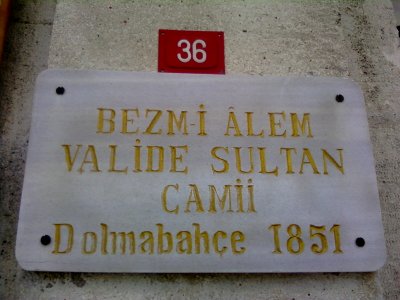 36
BEZM-İ ÂLEM
VALİDE SULTAN
CAMİİ
Dolmabahçe 1851